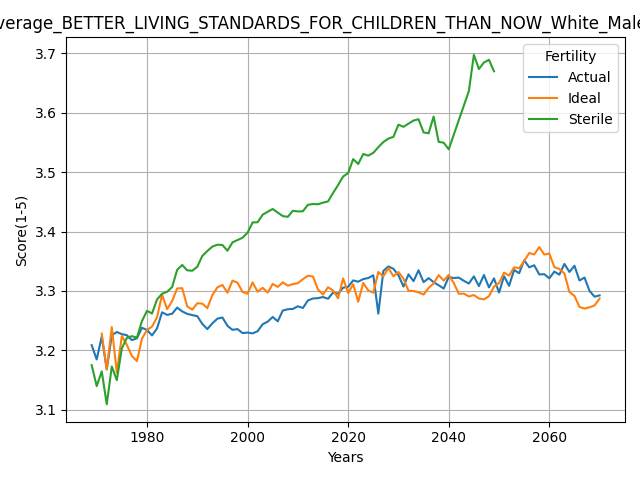 verage_BETTER_LIVING_STANDARDS_FOR_CHILDREN_THAN_NOW_White_Male
Fertility
Actual
Ideal
Sterile
Score(1-5)
3.7
3.6
3.5
3.4
3.3
3.2
3.1
1980 2000 2020 2040 2060
Years